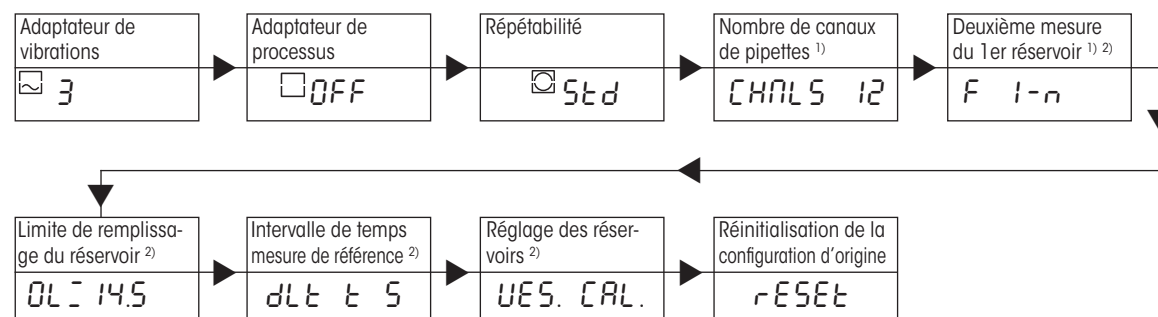 Adaptateur de
vibrations
3
Adaptateur de
processus
OFF
Répétabilité
Std
Nombre de canaux
de pipettes 1)
CHNLS 12
Deuxième mesure
du 1er réservoir 1) 2)
F 1-n
Limite de remplissa-
ge du réservoir 2)
OL 14.5
Intervalle de temps
mesure de référence 2)
dLt t 5
Réglage des réser-
voirs 2)
VES. CAL.
Réinitialisation de la
configuration d'origine
rESEt